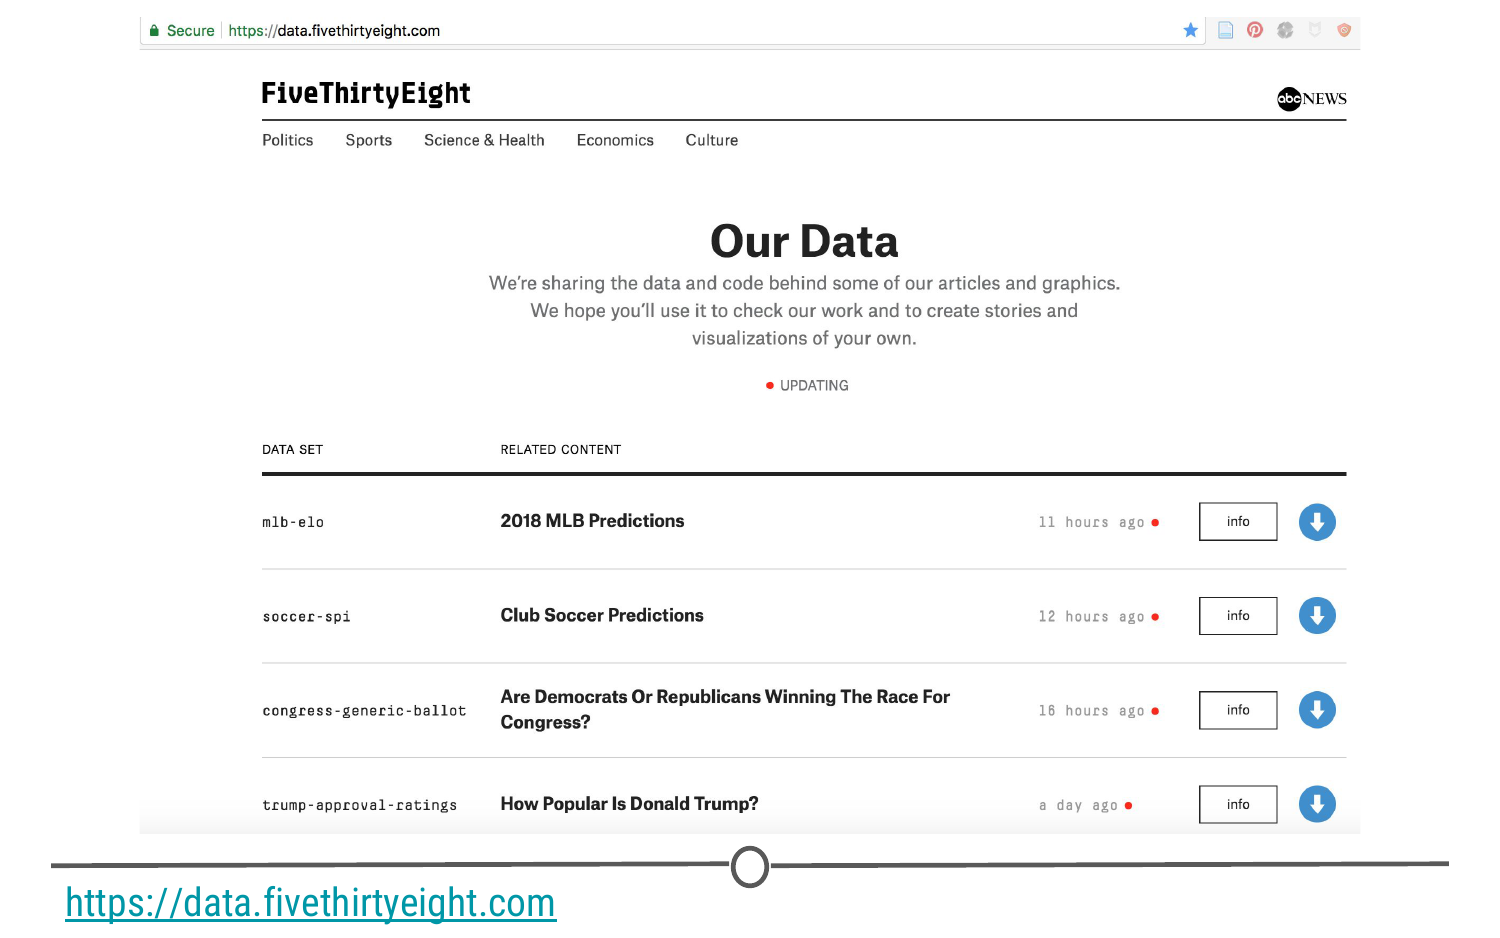 Secure https://data.fivethirtyeight.com
FiveThirtyEight
abc NEWS
Politics Sports Science & Health Economics Culture
Our Data
We’re sharing the data and code behind some of our articles and graphics.
We hope you’ll use it to check our work and to create stories and
visualizations of your own.
UPDATING
DATA SET RELATED CONTENT
mlb-elo 2018 MLB Predictions 11 hours ago info
soccer-spi Club Soccer Predictions 12 hours ago info
congress-generic-ballot Are Democrats Or Republicans Winning The Race For
Congress? 16 hours ago info
trump-approval-ratings How Popular Is Donald Trump? a day ago info
https://data.fivethirtyeight.com